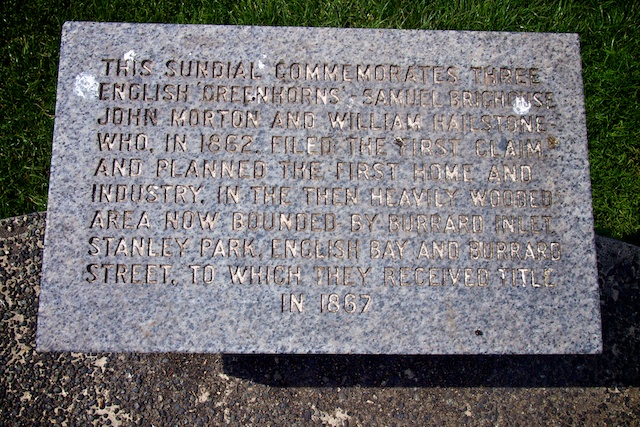 THIS SUNDIAL COMMEMORATES THREE
ENGLISH 'GREENHORNS', SAMUEL BRIGHOUSE
JOHN MORTON AND WILLIAM HAILSTONE
WHO, IN 1862, FILED THE FIRST CLAIM,
AND PLANNED THE FIRST HOME AND
INDUSTRY, IN THE THEN HEAVILY WOODED
AREA NOW BOUNDED BY BURRARD INLET,
STANLEY PARK, ENGLISH BAY AND BURRARD
STREET, TO WHICH THEY RECEIVED TITLE
IN 1867